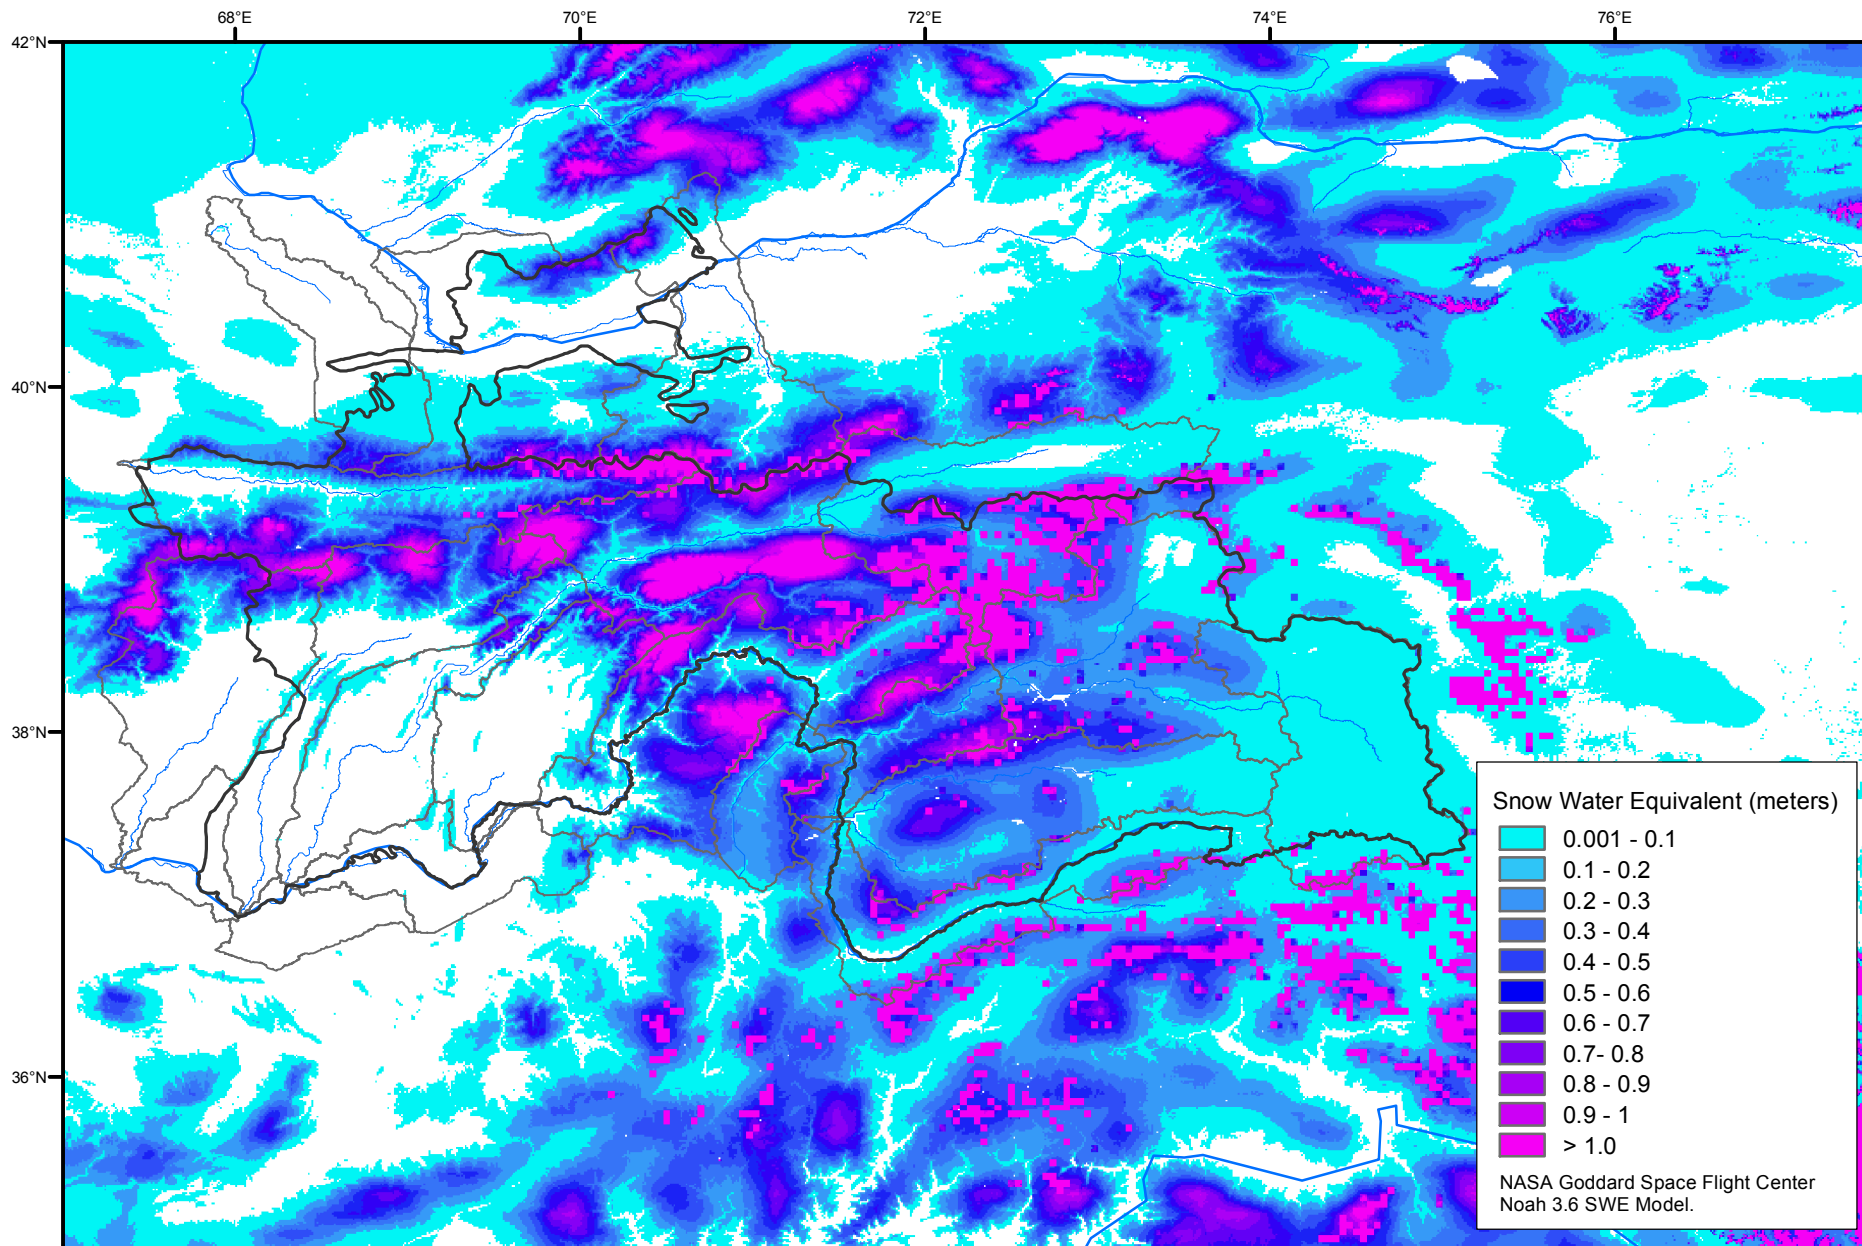 68°E
70°E
72°E
74°E
76°E
42°N
40°N
38°N
36°N
Snow Water Equivalent (meters)
0.001 - 0.1
0.1 - 0.2
0.2 - 0.3
0.3 - 0.4
0.4 - 0.5
0.5 - 0.6
0.6 - 0.7
0.7- 0.8
0.8 - 0.9
0.9 - 1
> 1.0
NASA Goddard Space Flight Center
Noah 3.6 SWE Model.